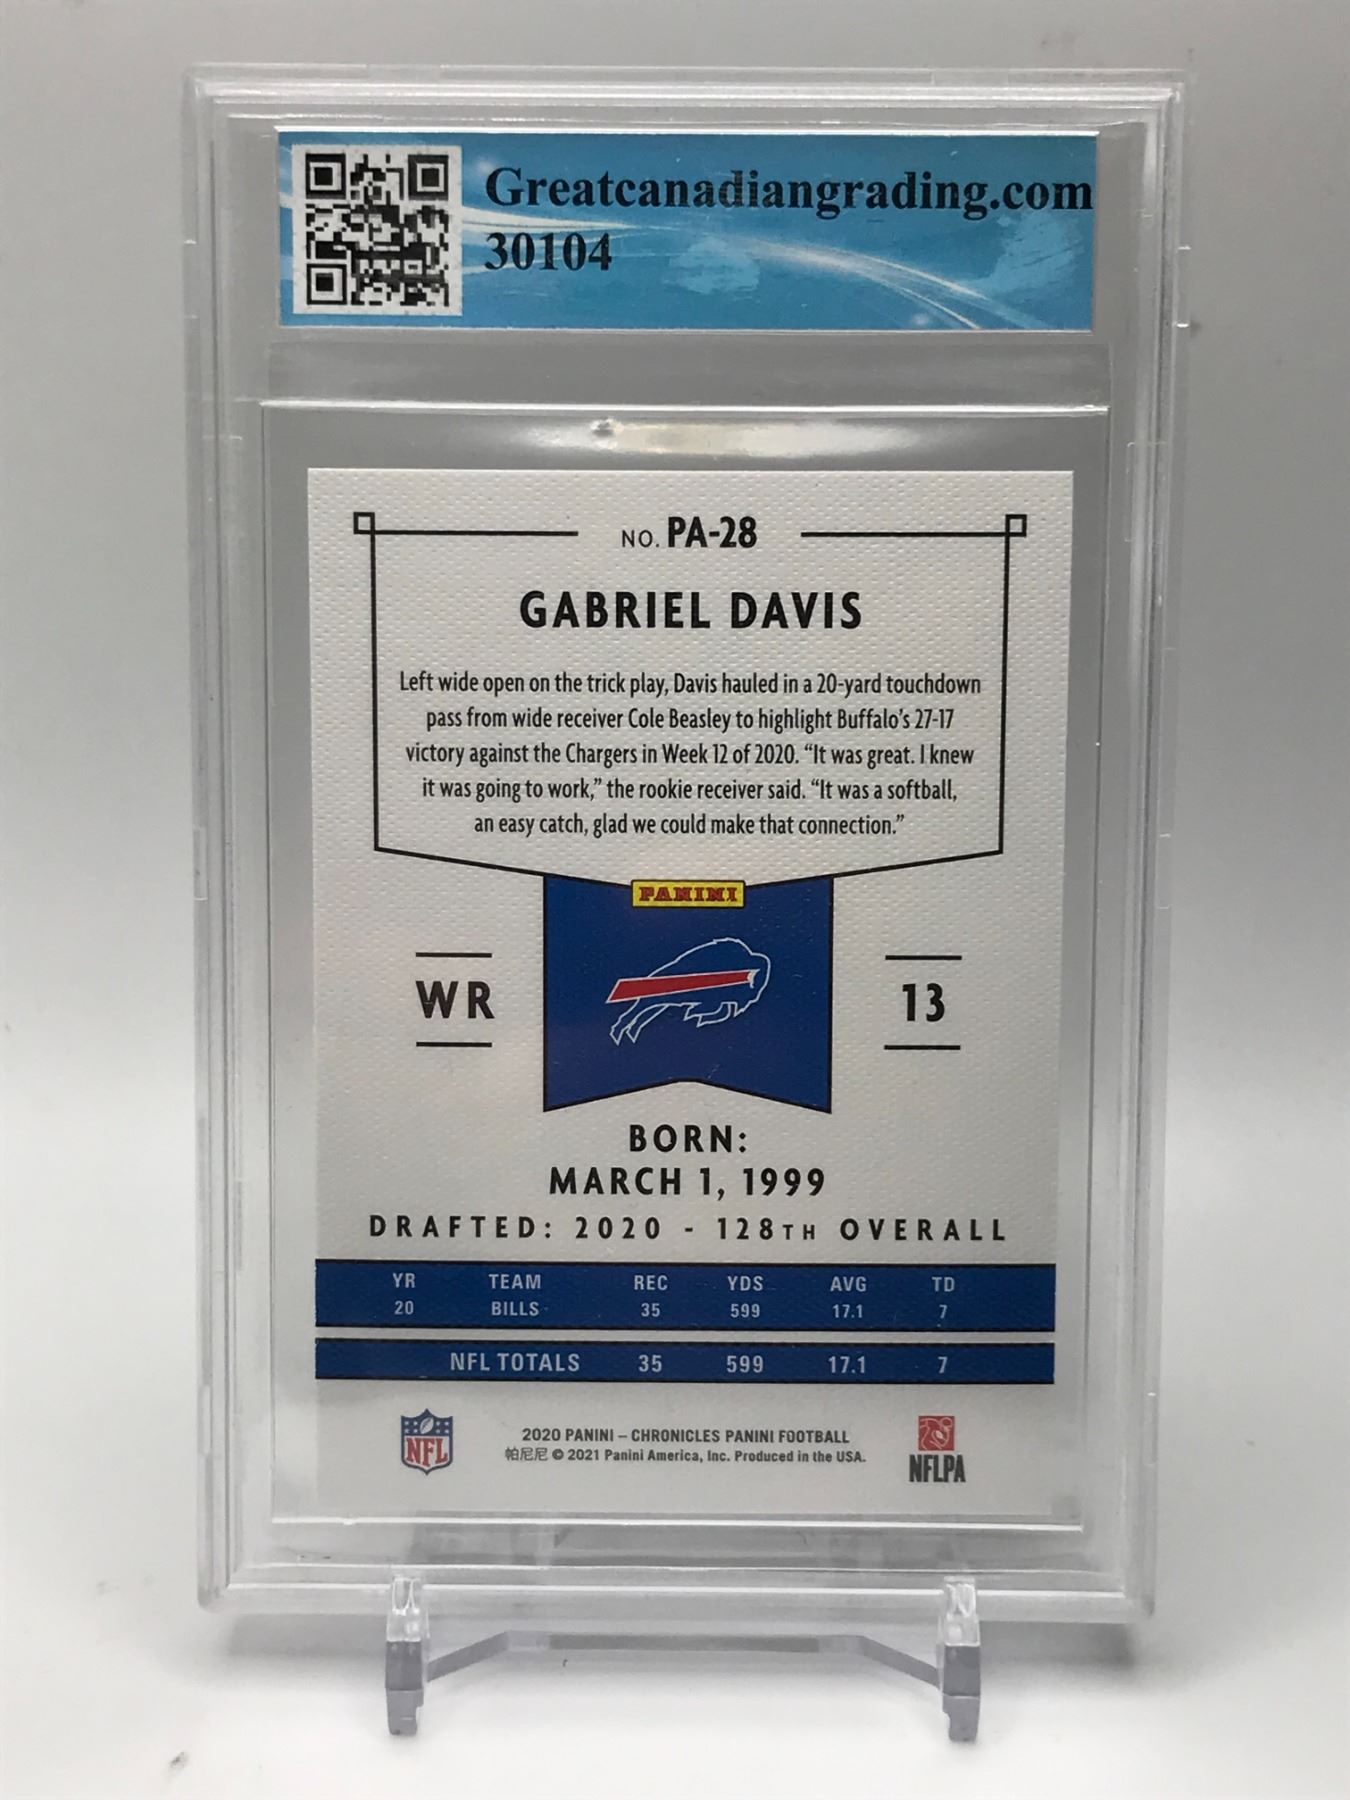 Greatcanadiangrading.com
30104
NO. PA-28
GABRIEL DAVIS
Left wide open on the trick play, Davis hauled in a 20-yard touchdown
pass from wide receiver Cole Beasley to highlight Buffalo's 27-17
victory against the Chargers in Week 12 of 2020. “It was great. I knew
it was going to work,” the rookie receiver said. “It was a softball,
an easy catch, glad we could make that connection.”
PANINI
WR
13
BORN:
MARCH 1, 1999
DRAFTED: 2020 - 128TH OVERALL
YR TEAM REC YDS AVG TD
20 BILLS 35 599 17.1 7
NFL TOTALS 35 599 17.1 7
NFL
2020 PANINI – CHRONICLES PANINI FOOTBALL
帕尼尼 © 2021 Panini America, Inc. Produced in the USA.
NFLPA